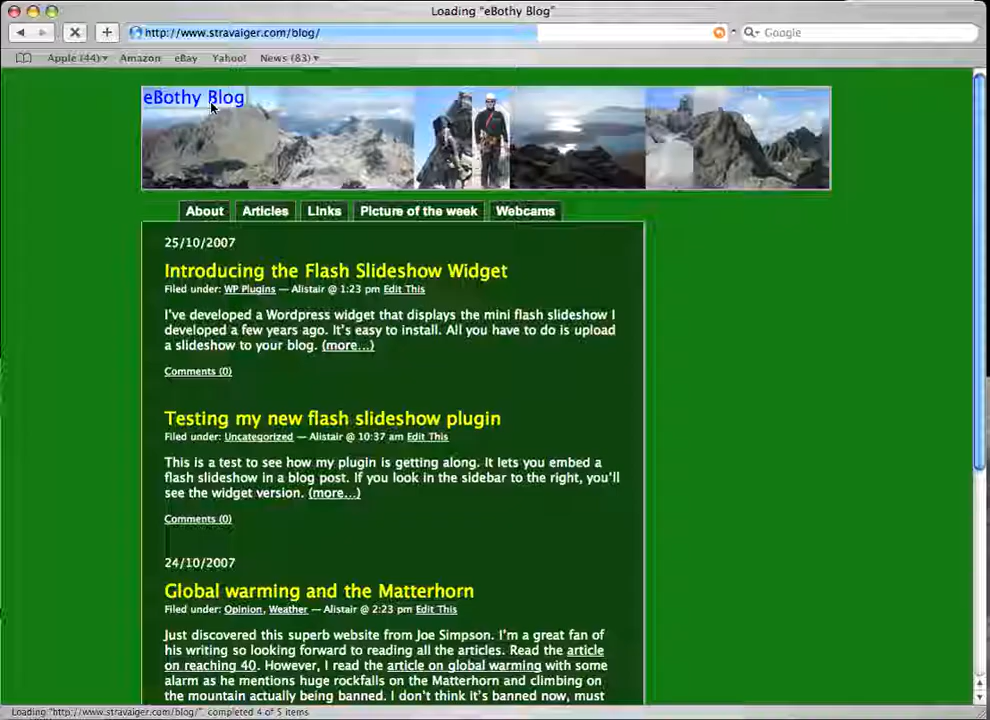 Loading "eBothy Blog"
http://www.stravaiger.com/blog/
Google
Apple (44)▾ Amazon eBay Yahoo! News (83)▾
eBothy Blog
About Articles Links Picture of the week Webcams
25/10/2007
Introducing the Flash Slideshow Widget
Filed under: WP Plugins — Alistair @ 1:23 pm Edit This
I've developed a Wordpress widget that displays the mini flash slideshow I
developed a few years ago. It's easy to install. All you have to do is upload
a slideshow to your blog. (more...)
Comments (0)
Testing my new flash slideshow plugin
Filed under: Uncategorized — Alistair @ 10:37 am Edit This
This is a test to see how my plugin is getting along. It lets you embed a
flash slideshow in a blog post. If you look in the sidebar to the right, you'll
see the widget version. (more...)
Comments (0)
24/10/2007
Global warming and the Matterhorn
Filed under: Opinion, Weather — Alistair @ 2:23 pm Edit This
Just discovered this superb website from Joe Simpson. I'm a great fan of
his writing so looking forward to reading all the articles. Read the article
on reaching 40. However, I read the article on global warming with some
alarm as he mentions huge rockfalls on the Matterhorn and climbing on
the mountain actually being banned. I don't think it's banned now, must
Loading "http://www.stravaiger.com/blog/", completed 4 of 5 items